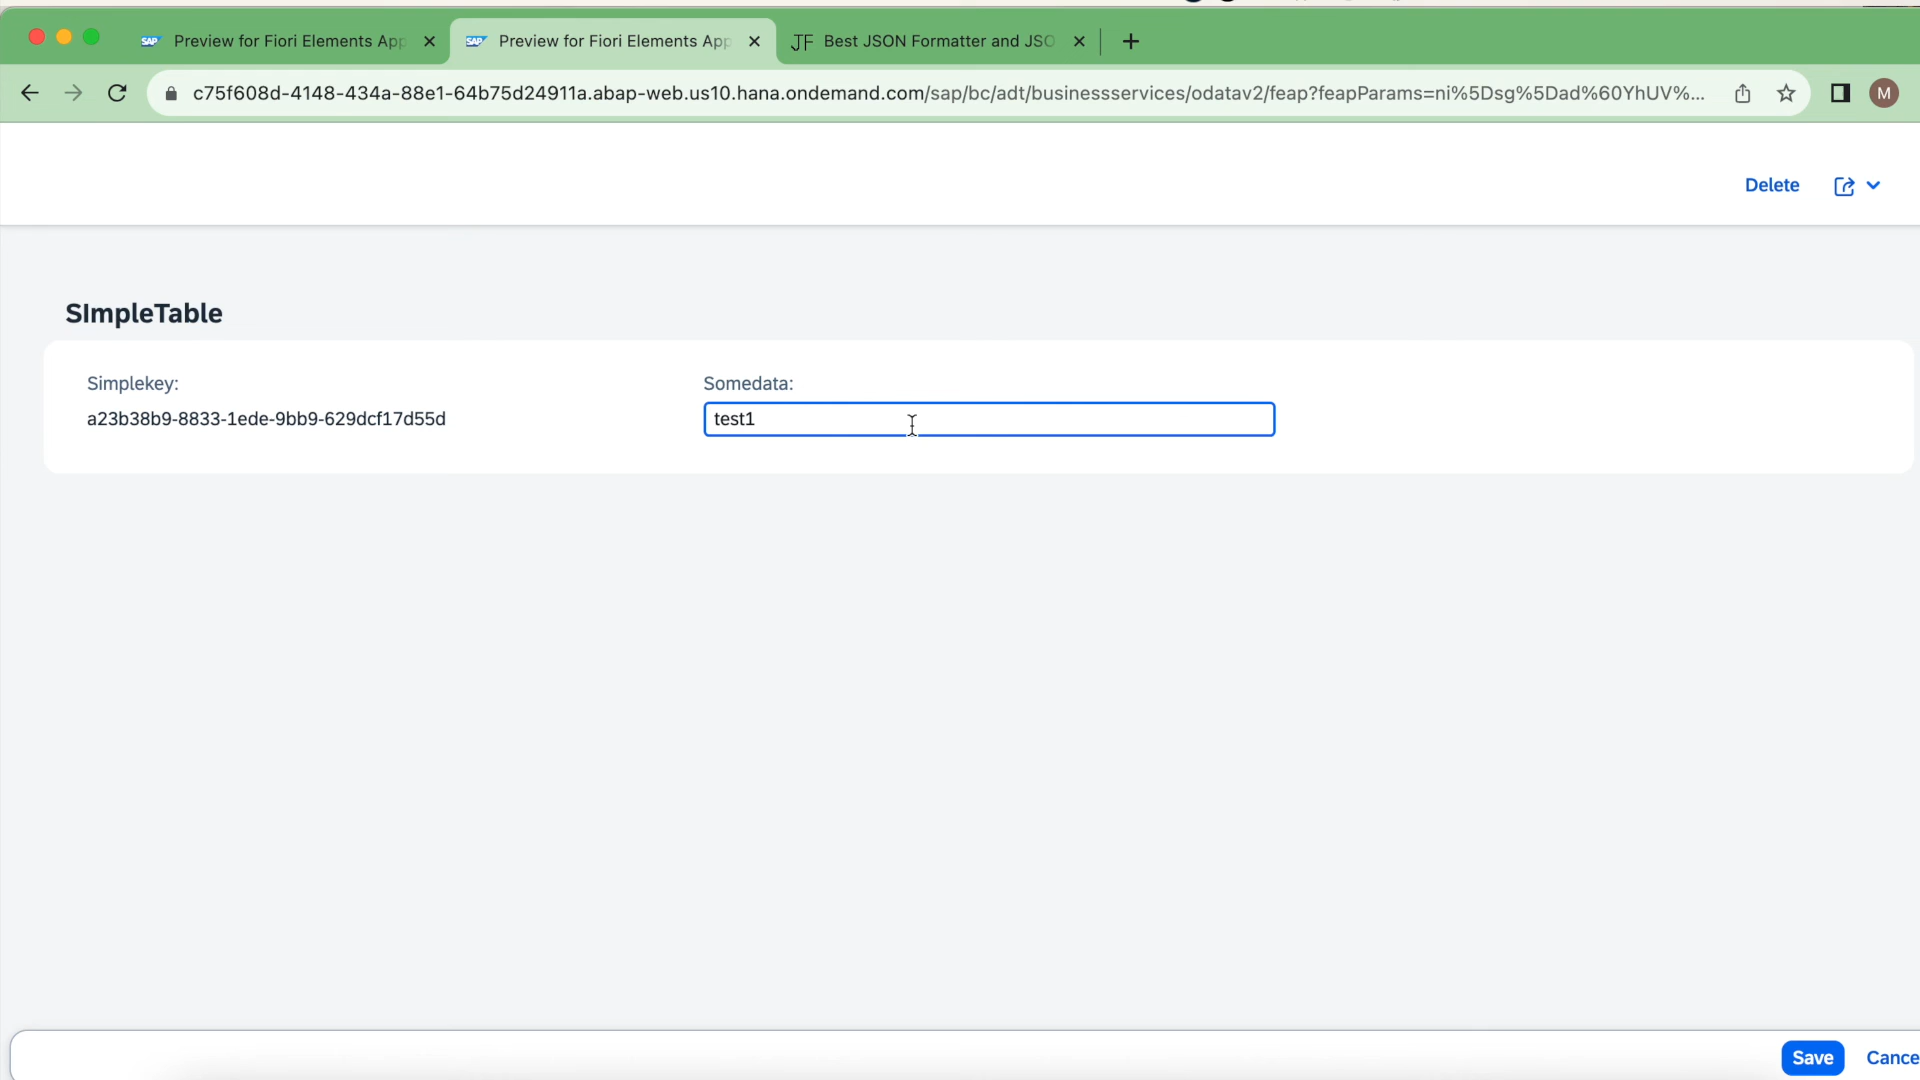 SAP Preview for Fiori Elements App
SAP Preview for Fiori Elements App
JF Best JSON Formatter and JSO
c75f608d-4148-434a-88e1-64b75d24911a.abap-web.us10.hana.ondemand.com/sap/bc/adt/businessservices/odatav2/feap?feapParams=ni%5Dsg%5Dad%60YhUV%...
M
Delete
SImpleTable
Simplekey:
a23b38b9-8833-1ede-9bb9-629dcf17d55d
Somedata:
test1
Save
Cance